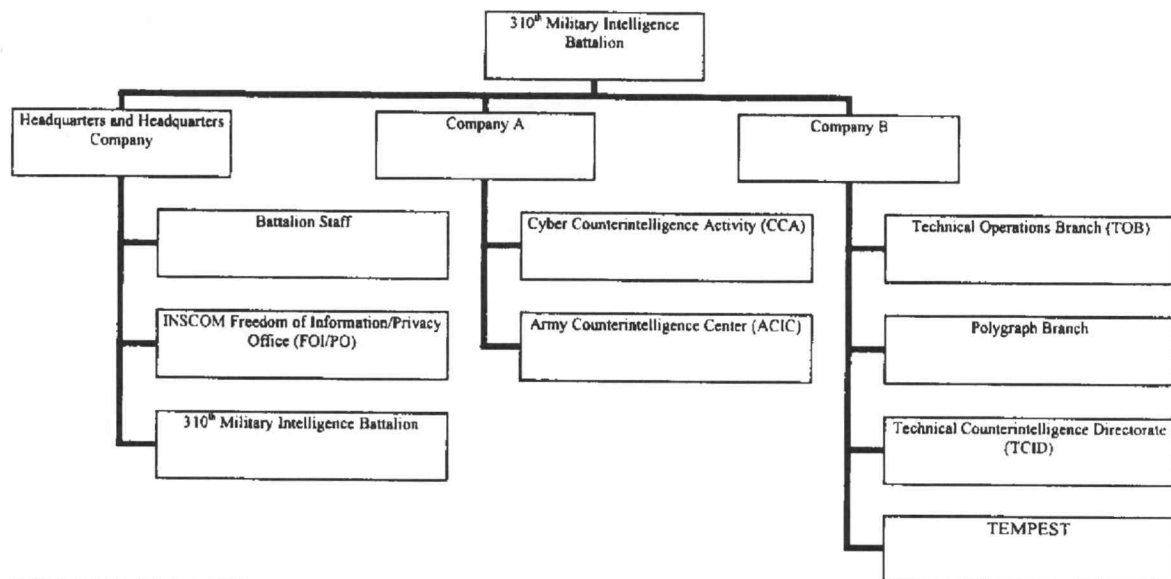 310th Military Intelligence
Battalion
Headquarters and Headquarters
Company
Company A
Company B
Battalion Staff
Cyber Counterintelligence Activity (CCA)
Technical Operations Branch (TOB)
INSCOM Freedom of Information/Privacy
Office (FOI/PO)
Army Counterintelligence Center (ACIC)
Polygraph Branch
310th Military Intelligence Battalion
Technical Counterintelligence Directorate
(TCID)
TEMPEST